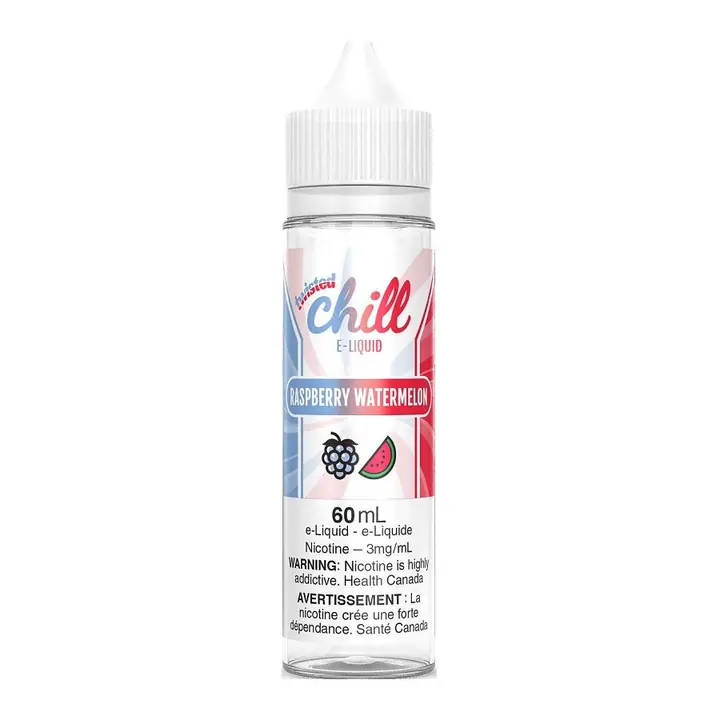 twisted
chill
E-LIQUID
RASPBERRY WATERMELON
60 mL
e-Liquid - e-Liquide
Nicotine – 3mg/mL
WARNING: Nicotine is highly
addictive. Health Canada
AVERTISSEMENT : La
nicotine crée une forte
dépendance. Santé Canada